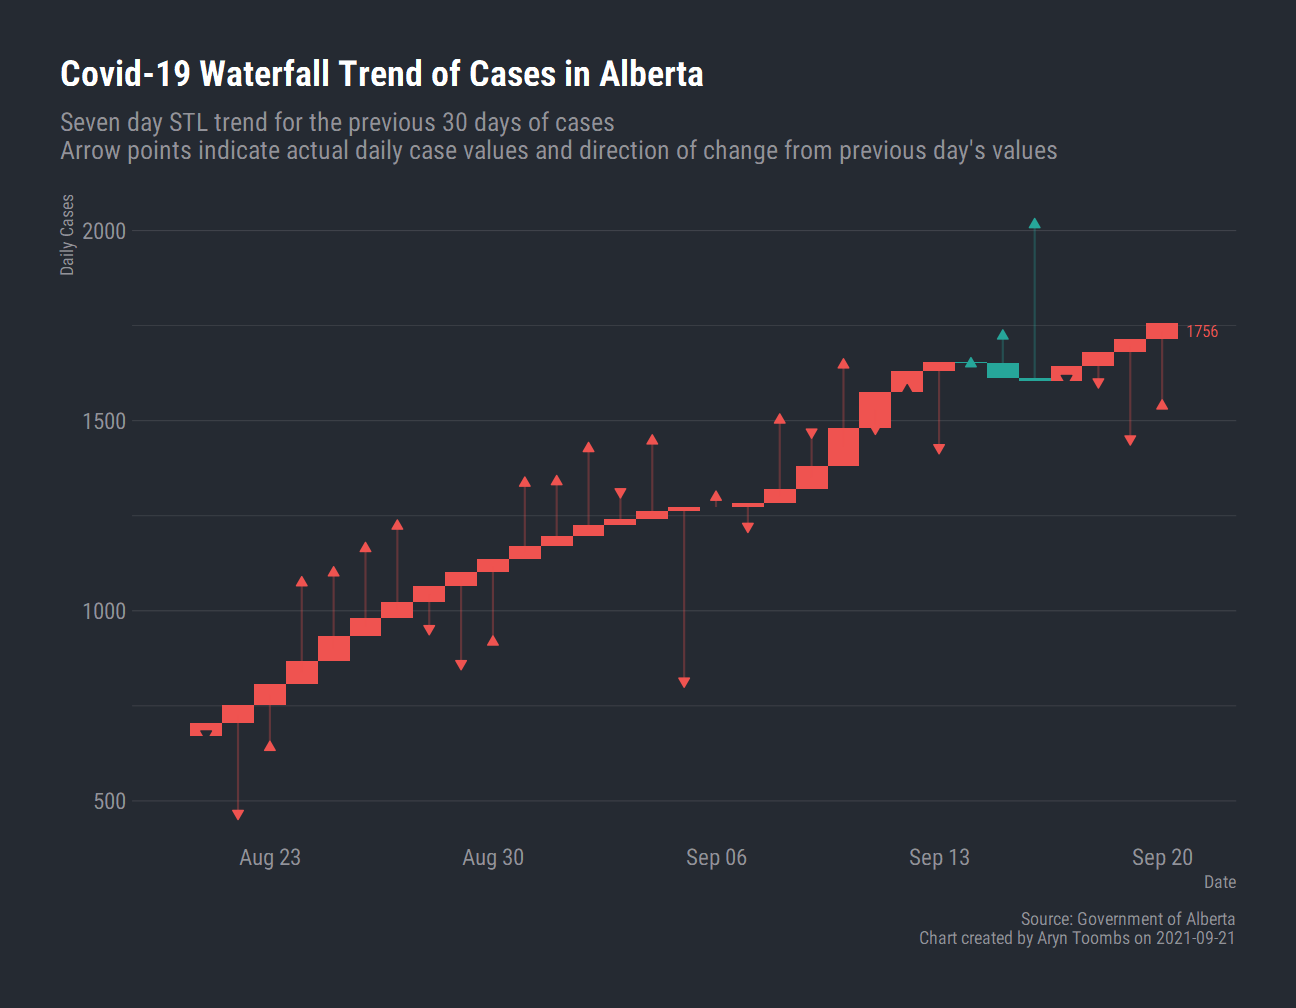 Covid-19 Waterfall Trend of Cases in Alberta
Seven day STL trend for the previous 30 days of cases
Arrow points indicate actual daily case values and direction of change from previous day's values
Daily Cases
2000
1500
1000
500
1756
Aug 23
Aug 30
Sep 06
Sep 13
Sep 20
Date
Source: Government of Alberta
Chart created by Aryn Toombs on 2021-09-21